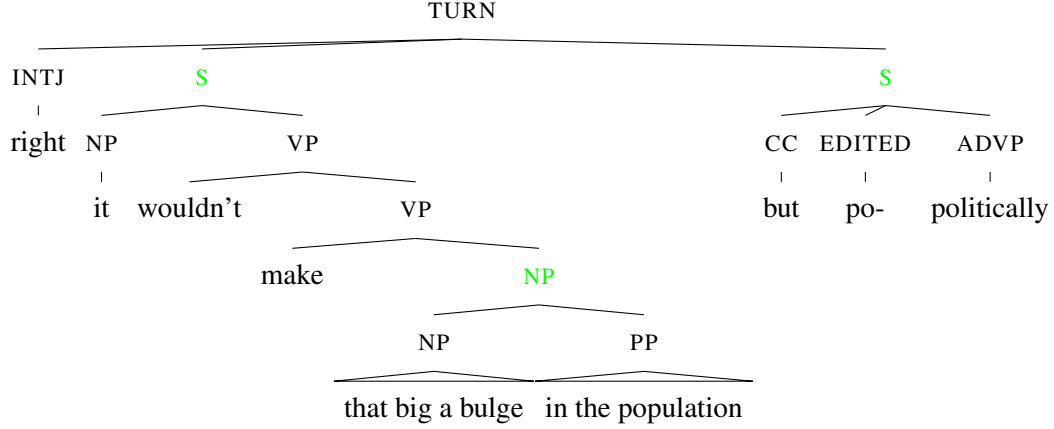 TURN
INTJ S S
right NP VP CC EDITED ADVP
it wouldn't VP but po- politically
make NP
NP PP
that big a bulge in the population